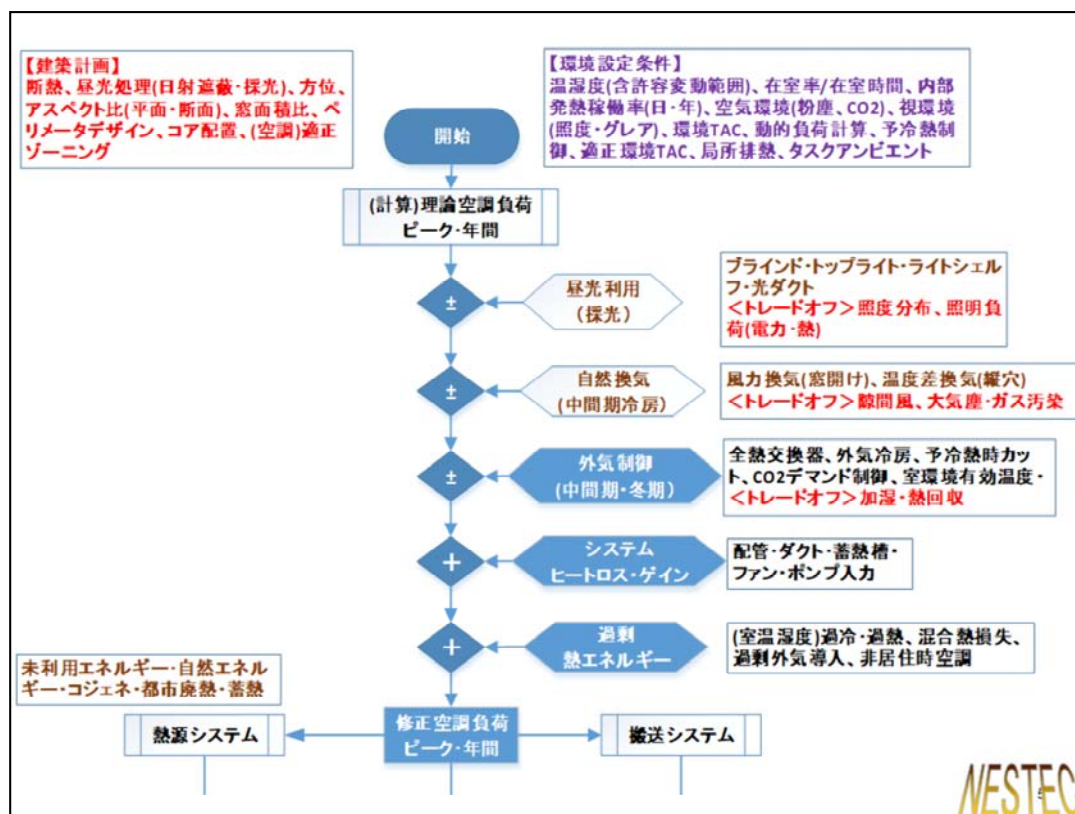 【建築計画】
断熱、昼光処理(日射遮蔽・採光)、方位、
アスペクト比(平面・断面)、窓面積比、ペ
リメータデザイン、コア配置、(空調)適正
ゾーニング
【環境設定条件】
温湿度(含許容変動範囲)、在室率/在室時間、内部
発熱稼働率(日・年)、空気環境(粉塵、CO2)、視環境
(照度・グレア)、環境TAC、動的負荷計算、予冷熱制
御、適正環境TAC、局所排熱、タスクアンビエント
開始
(計算)理論空調負荷
ピーク・年間
±
昼光利用
(採光)
ブラインド・トップライト・ライトシェル
フ・光ダクト
<トレードオフ>照度分布、照明負
荷(電力・熱)
±
自然換気
(中間期冷房)
風力換気(窓開け)、温度差換気(縦穴)
<トレードオフ>隙間風、大気塵・ガス汚染
±
外気制御
(中間期・冬期)
全熱交換器、外気冷房、予冷熱時カッ
ト、CO2デマンド制御、室環境有効温度・
<トレードオフ>加湿・熱回収
+
システム
ヒートロス・ゲイン
配管・ダクト・蓄熱槽・
ファン・ポンプ入力
+
過剰
熱エネルギー
(室温湿度)過冷・過熱、混合熱損失、
過剰外気導入、非居住時空調
未利用エネルギー・自然エネル
ギー・コジェネ・都市廃熱・蓄熱
熱源システム
修正空調負荷
ピーク・年間
搬送システム
NESTEC